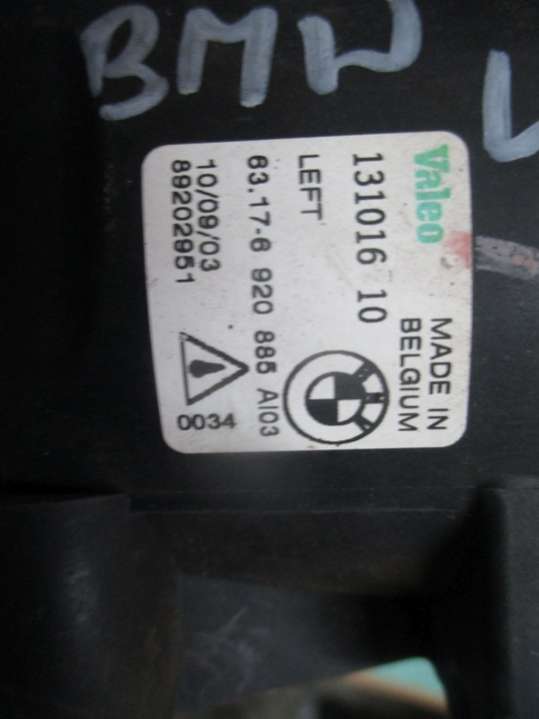 BMW L
Valeo
MADE IN
BELGIUM
131016 10
LEFT
63.17-6 920 885 AI03
10/09/03
89202951
0034